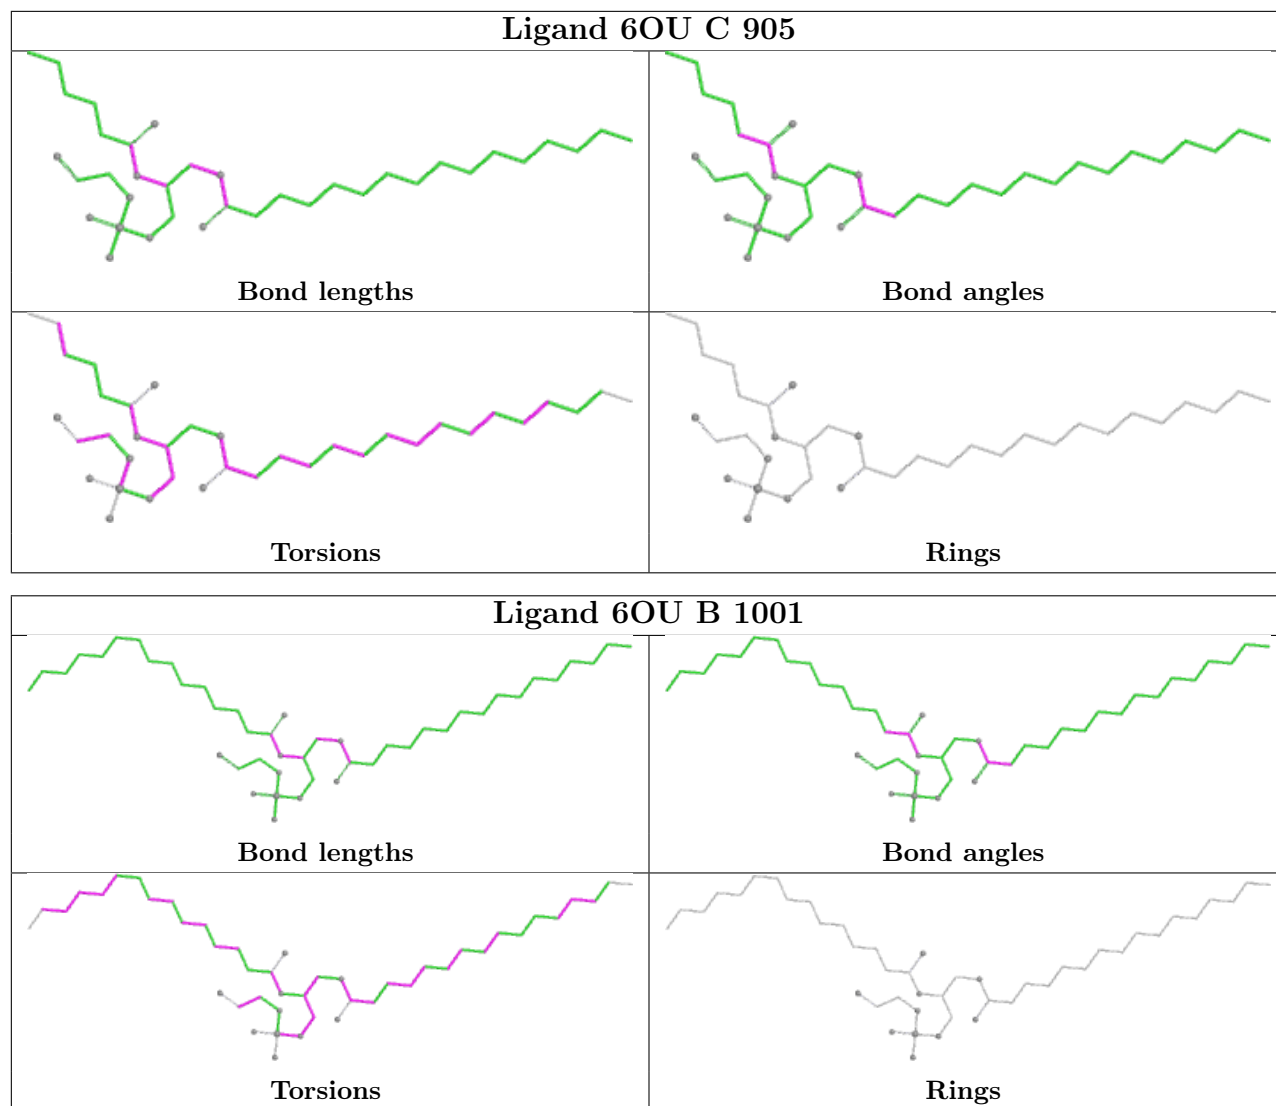 Ligand 6OU C 905
Bond lengths
Bond angles
Torsions
Rings
Ligand 6OU B 1001
Bond lengths
Bond angles
Torsions
Rings